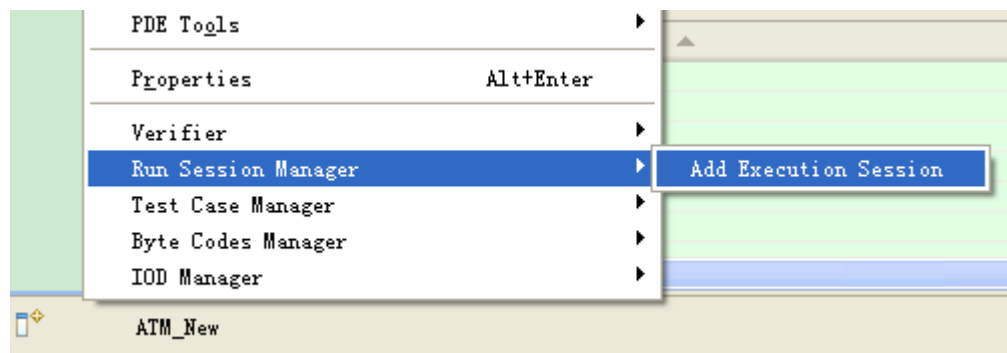 PDE Tools
Properties Alt+Enter
Verifier
Run Session Manager Add Execution Session
Test Case Manager
Byte Codes Manager
IOD Manager
ATM_New